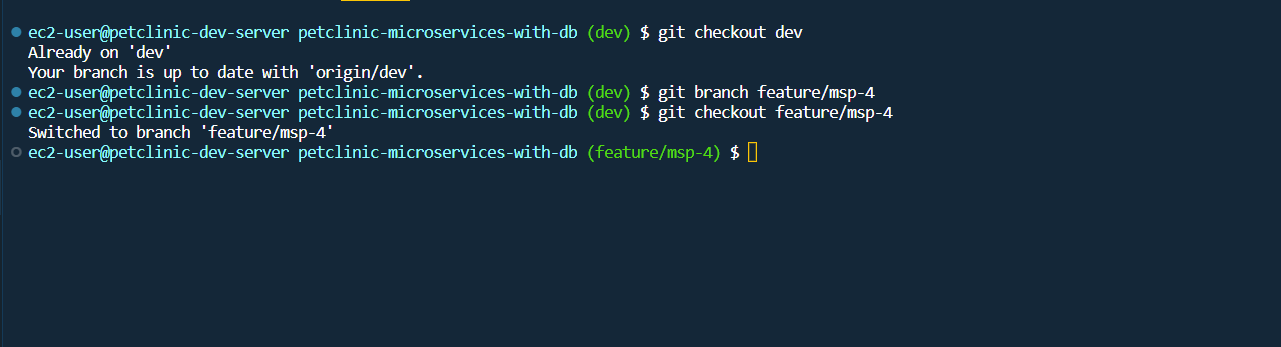 ec2-user@petclinic-dev-server petclinic-microservices-with-db (dev) $ git checkout dev
Already on 'dev'
Your branch is up to date with 'origin/dev'.
ec2-user@petclinic-dev-server petclinic-microservices-with-db (dev) $ git branch feature/msp-4
ec2-user@petclinic-dev-server petclinic-microservices-with-db (dev) $ git checkout feature/msp-4
Switched to branch 'feature/msp-4'
ec2-user@petclinic-dev-server petclinic-microservices-with-db (feature/msp-4) $